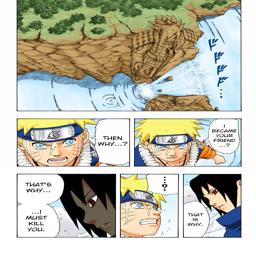 THEN
WHY...?
I
BECAME
YOUR
FRIEND
...?
THAT'S
WHY...
...I
MUST
KILL
YOU.
...?
THAT
IS
WHY.